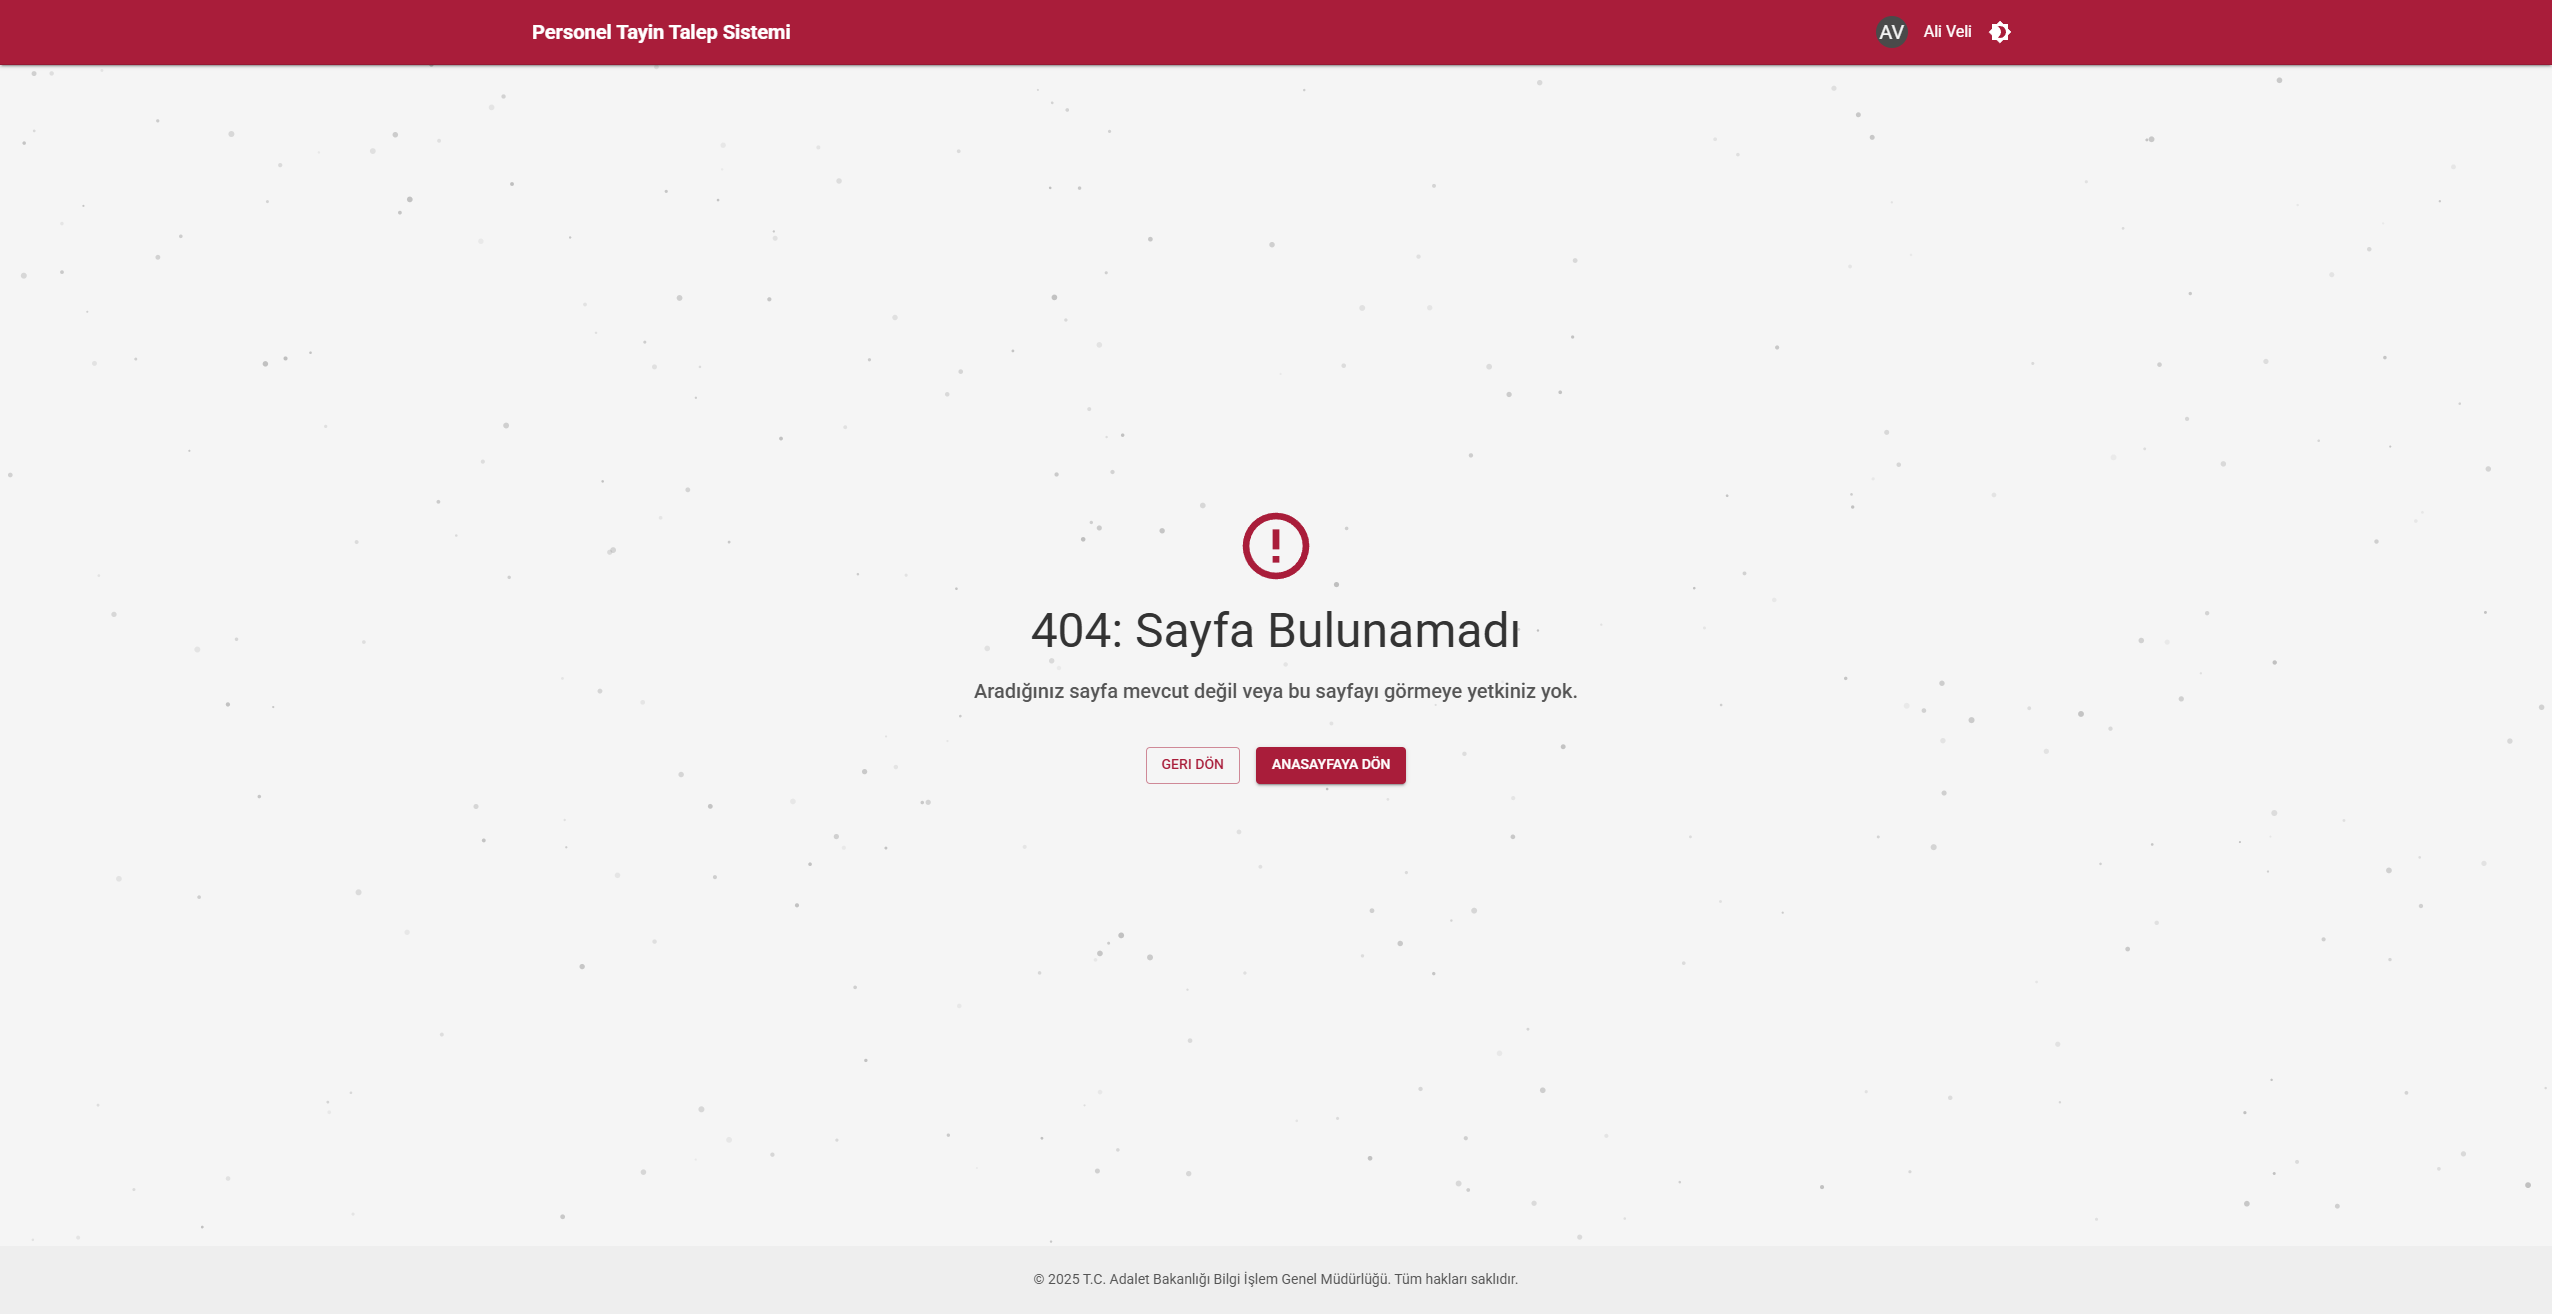 Personel Tayin Talep Sistemi
AV Ali Veli
404: Sayfa Bulunamadı
Aradığınız sayfa mevcut değil veya bu sayfayı görmeye yetkiniz yok.
GERI DÖN ANASAYFAYA DÖN
© 2025 T.C. Adalet Bakanlığı Bilgi İşlem Genel Müdürlüğü. Tüm hakları saklıdır.